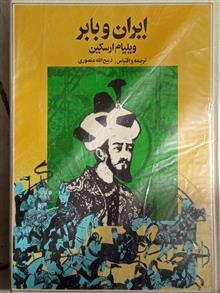 ایران و بابر
ویلیام ارسکین
ترجمه و اقتباس: ذبیح‌الله منصوری